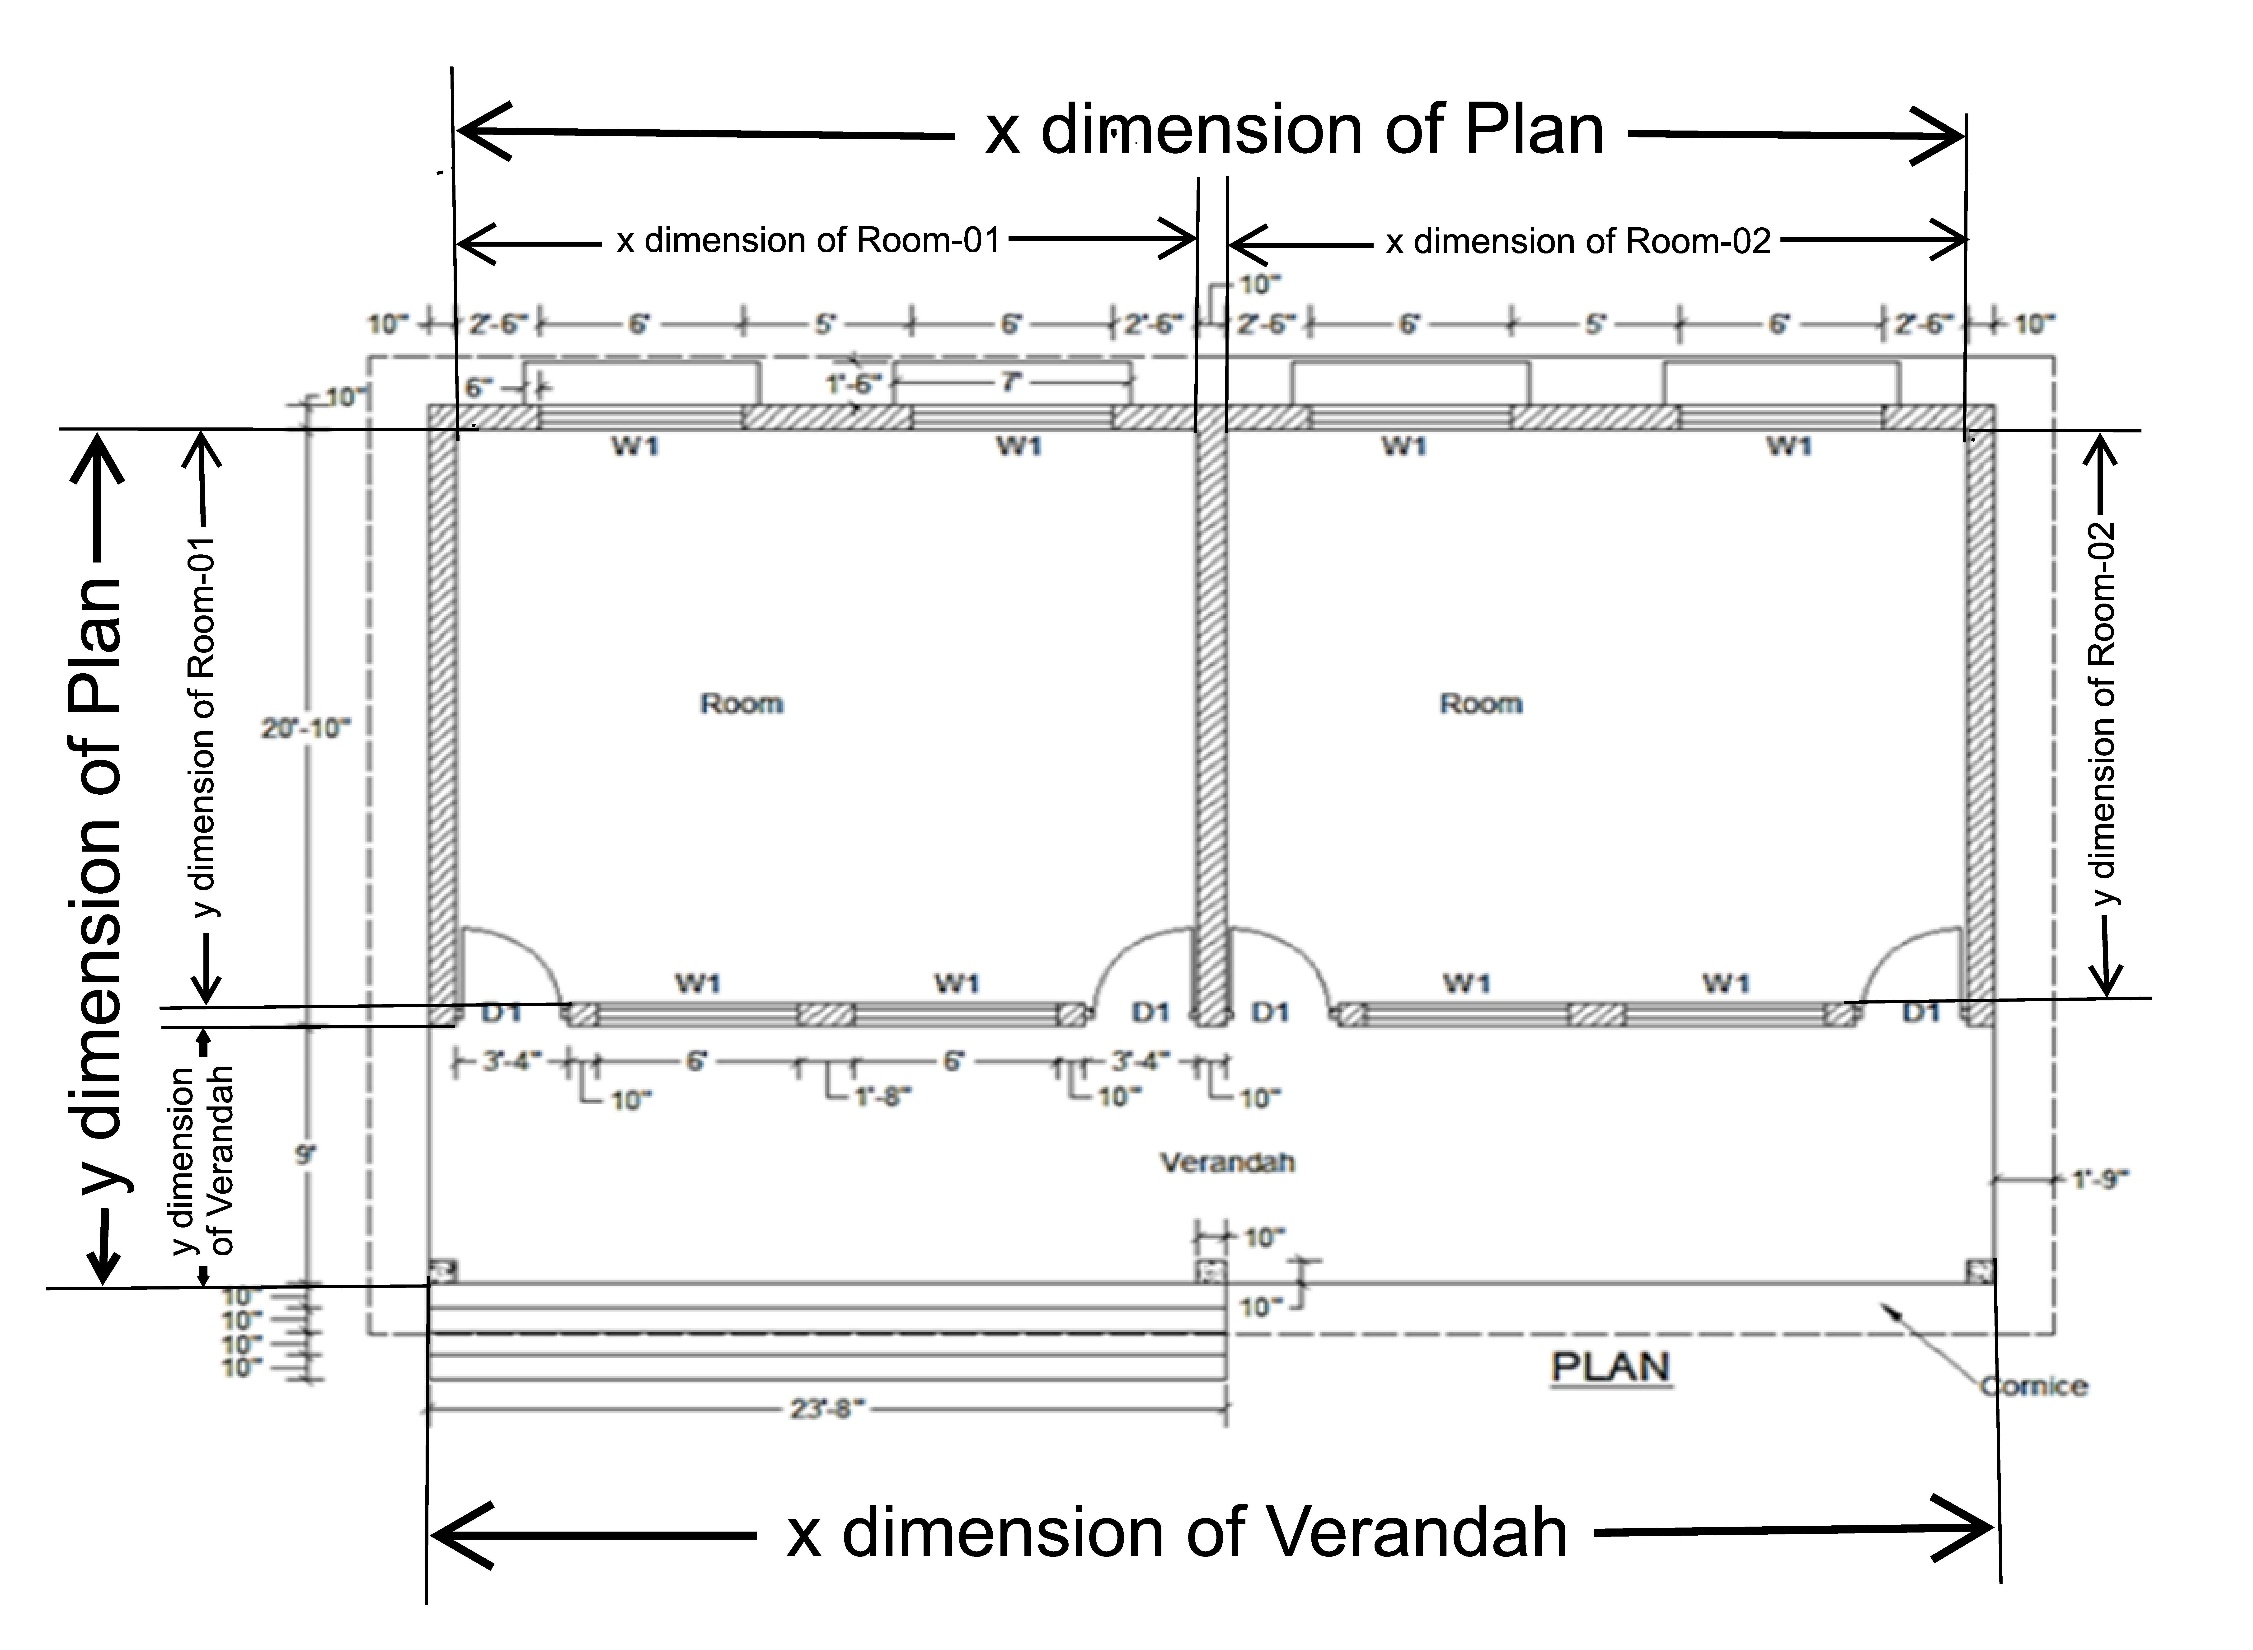 x dimension of Plan
x dimension of Room-01
x dimension of Room-02
10"
10" 2'-6" 6' 5' 6' 2'-6" 2'-6" 6' 5' 6' 2'-6" 10"
10" 6" 1'-6" 7'
W1 W1 W1 W1
y dimension of Plan
y dimension of Room-01
y dimension of Room-02
20'-10"
Room Room
W1 W1 W1 W1
D1 D1 D1 D1
3'-4" 6' 6' 3'-4"
10" 1'-8" 10" 10"
y dimension
of Verandah
9'
Verandah
1'-9"
10"
10"
10"
10"
10"
10"
PLAN
Cornice
23'-8"
x dimension of Verandah